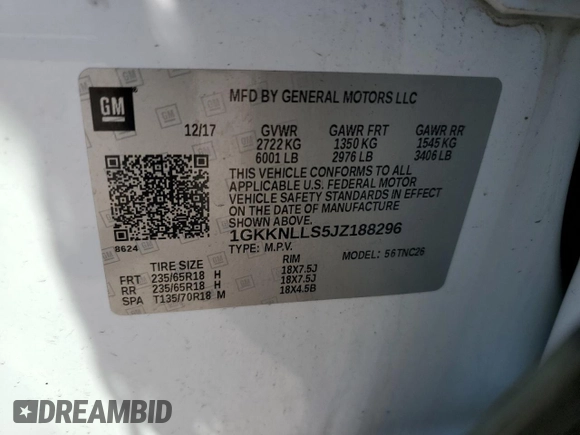 GM
MFD BY GENERAL MOTORS LLC
12/17 GVWR GAWR FRT GAWR RR
2722 KG 1350 KG 1545 KG
6001 LB 2976 LB 3406 LB
THIS VEHICLE CONFORMS TO ALL
APPLICABLE U.S. FEDERAL MOTOR
VEHICLE SAFETY STANDARDS IN EFFECT
ON THE DATE OF MANUFACTURE
SHOWN ABOVE.
8624
1GKKNLLS5JZ188296
TYPE: M.P.V. MODEL: 56TNC26
TIRE SIZE RIM
FRT 235/65R18 H 18X7.5J
RR 235/65R18 H 18X7.5J
SPA T135/70R18 M 18X4.5B
DREAMBID